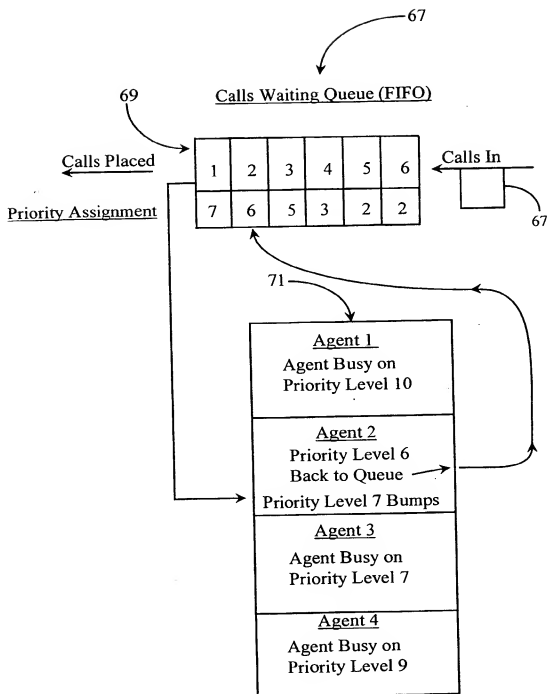 67
Calls Waiting Queue (FIFO)
69
Calls Placed
1 2 3 4 5 6
Calls In
Priority Assignment
7 6 5 3 2 2
67
71
Agent 1
Agent Busy on
Priority Level 10
Agent 2
Priority Level 6
Back to Queue
Priority Level 7 Bumps
Agent 3
Agent Busy on
Priority Level 7
Agent 4
Agent Busy on
Priority Level 9